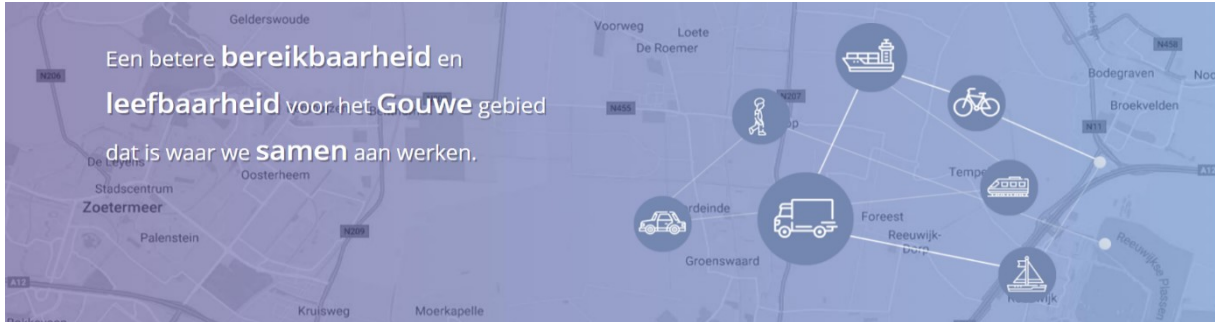 Gelderswoude
Voorweg
Loete
De Roemer
N458
Een betere bereikbaarheid en
N206
Bodegraven
N207
leefbaarheid voor het Gouwe gebied
N455
Broekvelden
N11
dat is waar we samen aan werken.
De Leyens
Oosterheem
Stadscentrum
Zoetermeer
Foreest
Palenstein
N209
Reeuwijk-
Dorp
Groenswaard
Reeuwijkse Plassen
A12
Kruisweg
Moerkapelle